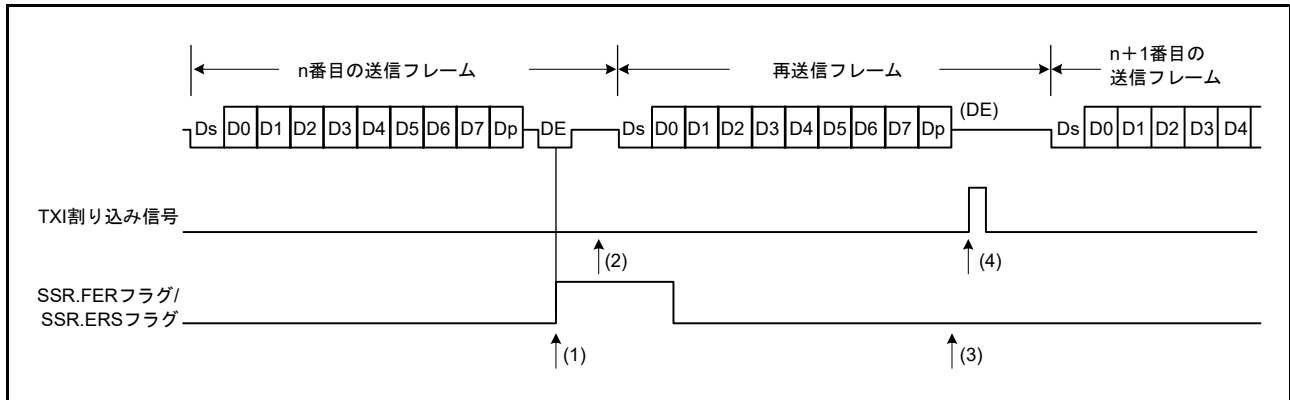 n番目の送信フレーム
再送信フレーム
n＋1番目の
送信フレーム
Ds D0 D1 D2 D3 D4 D5 D6 D7 Dp DE Ds D0 D1 D2 D3 D4 D5 D6 D7 Dp (DE) Ds D0 D1 D2 D3 D4
TXI割り込み信号
(2) (4)
SSR.FERフラグ/
SSR.ERSフラグ
(1) (3)